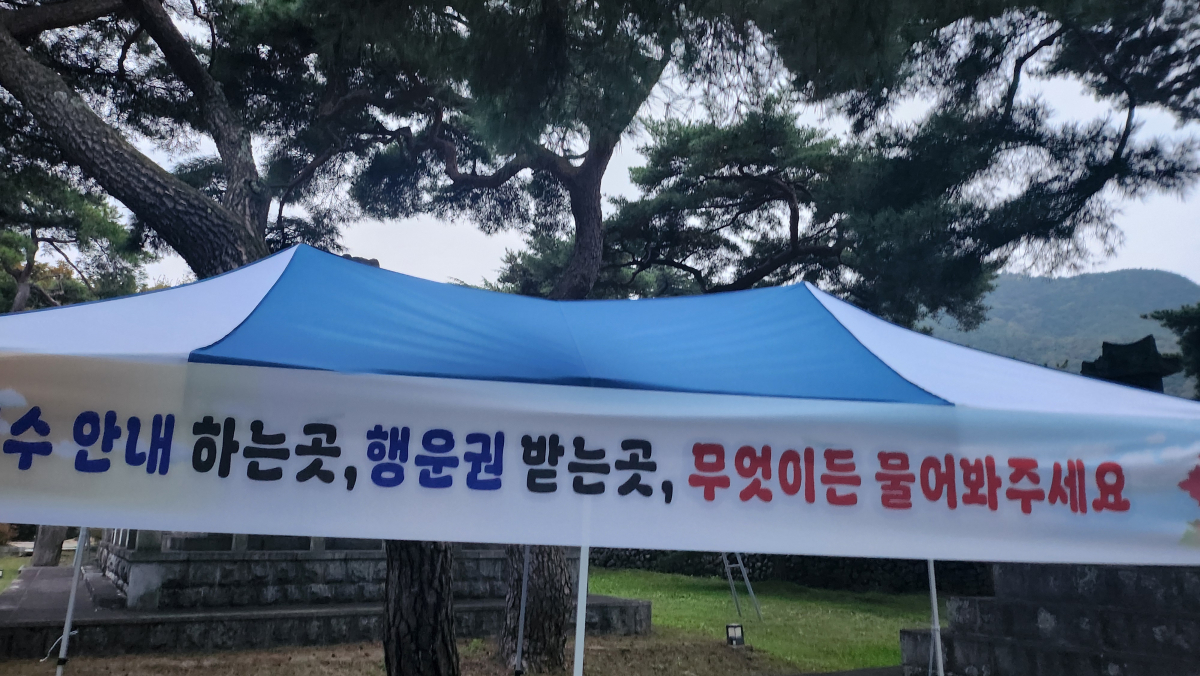 수 안내 하는곳,행운권 받는곳, 무엇이든 물어봐주세요